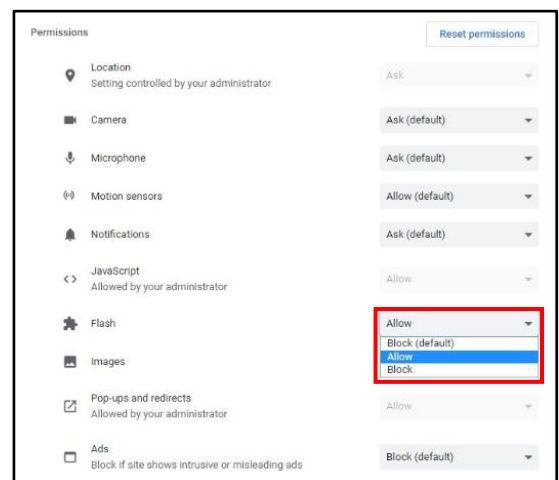 Permissions
Reset permissions
Location
Setting controlled by your administrator
Ask
Camera
Ask (default)
Microphone
Ask (default)
Motion sensors
Allow (default)
Notifications
Ask (default)
JavaScript
Allowed by your administrator
Allow
Flash
Allow
Block (default)
Allow
Block
Images
Pop-ups and redirects
Allowed by your administrator
Allow
Ads
Block if site shows intrusive or misleading ads
Block (default)